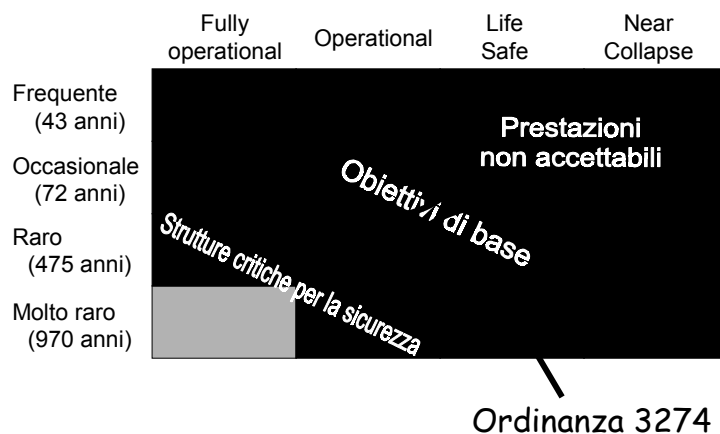 Fully operational
Operational
Life Safe
Near Collapse
Frequente
(43 anni)
Prestazioni
non accettabili
Occasionale
(72 anni)
Obiettivi di base
Raro
(475 anni)
Strutture critiche per la sicurezza
Molto raro
(970 anni)
Ordinanza 3274